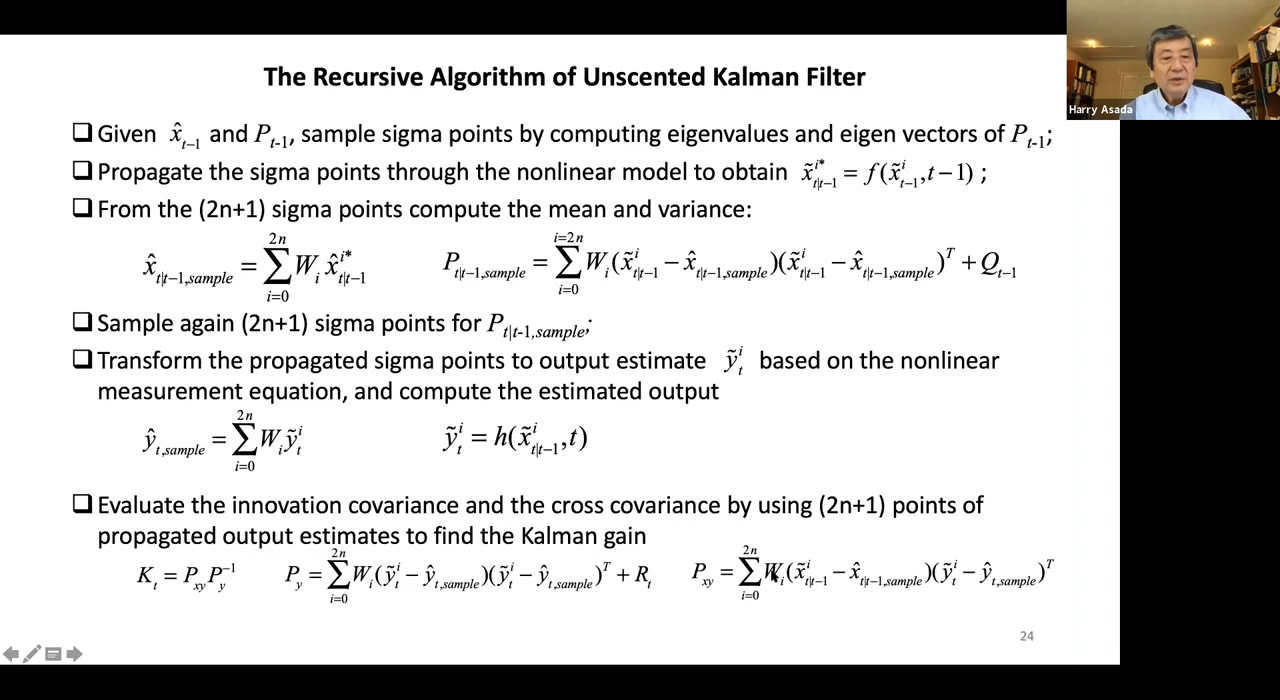 The Recursive Algorithm of Unscented Kalman Filter
Harry Asada
❑ Given x̂_{t−1} and P_{t-1}, sample sigma points by computing eigenvalues and eigen vectors of P_{t-1};
❑ Propagate the sigma points through the nonlinear model to obtain x̃^{i*}_{t|t−1} = f(x̃^i_{t−1}, t−1) ;
❑ From the (2n+1) sigma points compute the mean and variance:
x̂_{t|t−1,sample} = ∑_{i=0}^{2n} W_i x̂^{i*}_{t|t−1} P_{t|t−1,sample} = ∑_{i=0}^{i=2n} W_i(x̃^i_{t|t−1} − x̂_{t|t−1,sample})(x̃^i_{t|t−1} − x̂_{t|t−1,sample})^T + Q_{t−1}
❑ Sample again (2n+1) sigma points for P_{t|t-1,sample};
❑ Transform the propagated sigma points to output estimate ỹ^i_t based on the nonlinear
measurement equation, and compute the estimated output
ŷ_{t,sample} = ∑_{i=0}^{2n} W_i ỹ^i_t ỹ^i_t = h(x̃^i_{t|t−1}, t)
❑ Evaluate the innovation covariance and the cross covariance by using (2n+1) points of
propagated output estimates to find the Kalman gain
K_t = P_{xy} P_y^{−1} P_y = ∑_{i=0}^{2n} W_i(ỹ^i_t − ŷ_{t,sample})(ỹ^i_t − ŷ_{t,sample})^T + R_t P_{xy} = ∑_{i=0}^{2n} W_i(x̃^i_{t|t−1} − x̂_{t|t−1,sample})(ỹ^i_t − ŷ_{t,sample})^T
24